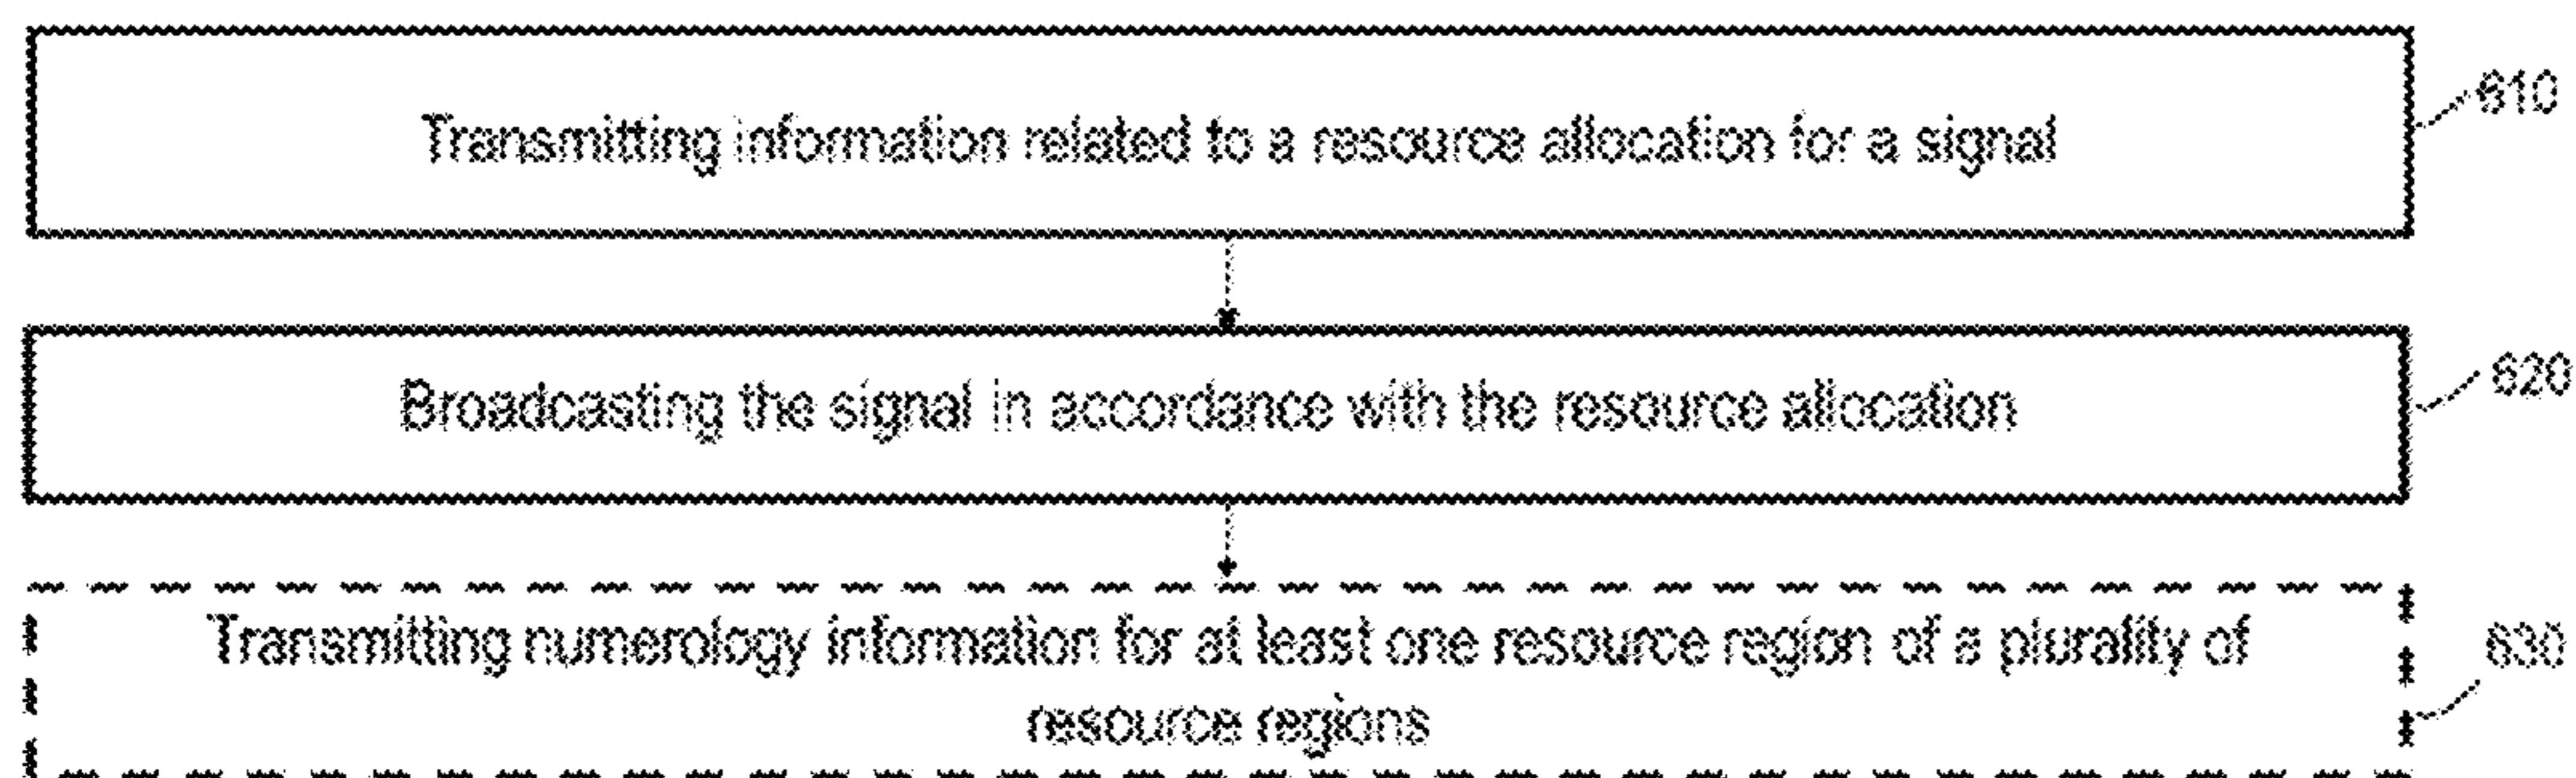 Transmitting information related to a resource allocation for a signal
610
Broadcasting the signal in accordance with the resource allocation
620
Transmitting numerology information for at least one resource region of a plurality of
resource regions
630